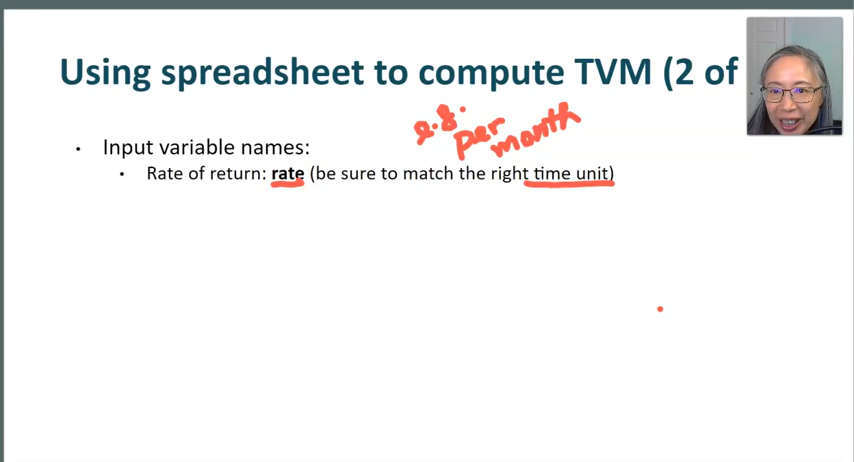 Using spreadsheet to compute TVM (2 of
e.g. per month
• Input variable names:
• Rate of return: rate (be sure to match the right time unit)